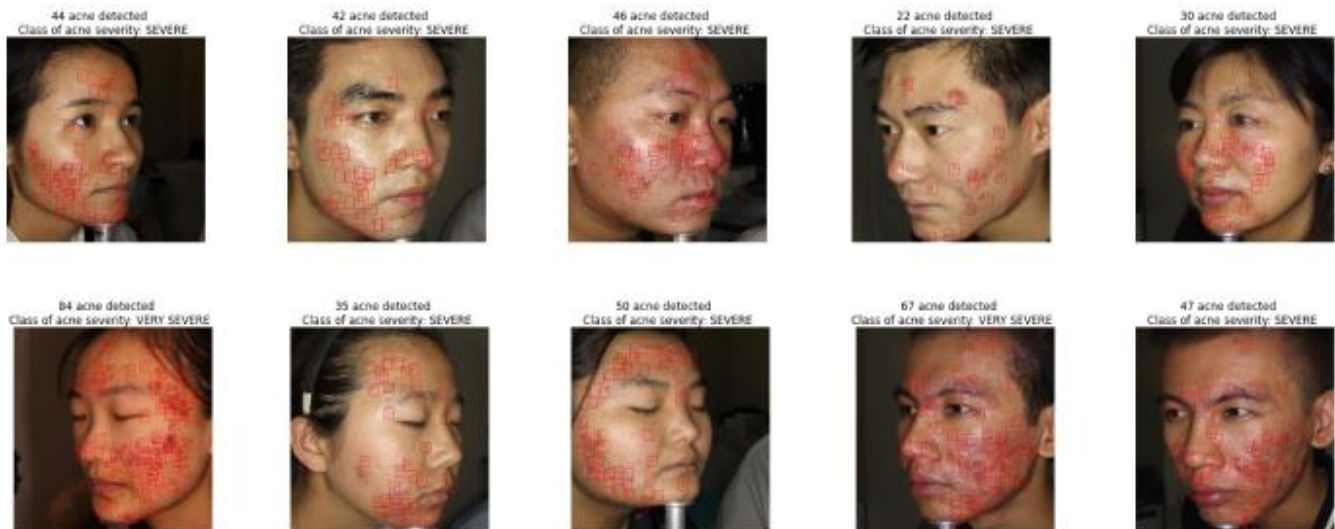 44 acne detected
Class of acne severity: SEVERE
42 acne detected
Class of acne severity: SEVERE
46 acne detected
Class of acne severity: SEVERE
22 acne detected
Class of acne severity: SEVERE
30 acne detected
Class of acne severity: SEVERE
84 acne detected
Class of acne severity: VERY SEVERE
35 acne detected
Class of acne severity: SEVERE
50 acne detected
Class of acne severity: SEVERE
67 acne detected
Class of acne severity: VERY SEVERE
47 acne detected
Class of acne severity: SEVERE